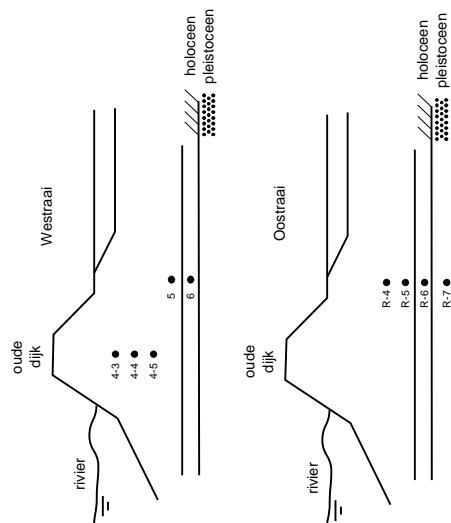 Westraai
oude
dijk
rivier
4-3
4-4
4-5
5
6
holoceen
pleistoceen
Oostraai
oude
dijk
rivier
R-4
R-5
R-6
R-7
holoceen
pleistoceen